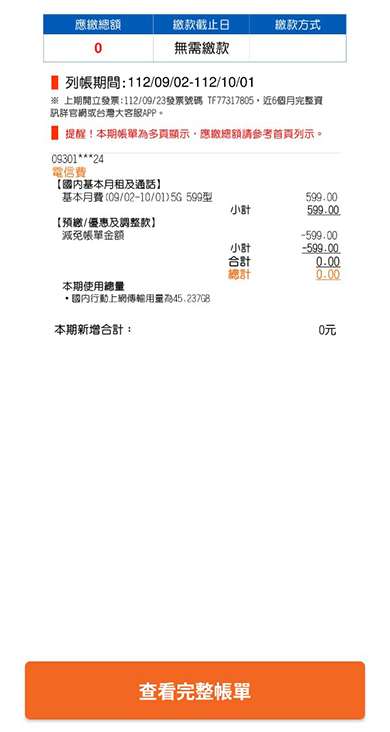 應繳總額 繳款截止日 繳款方式
0 無需繳款
列帳期間:112/09/02-112/10/01
※ 上期開立發票:112/09/23發票號碼 TF77317805，近6個月完整資
訊詳官網或台灣大客服APP。
提醒！本期帳單為多頁顯示，應繳總額請參考首頁列示。
09301***24
電信費
【國內基本月租及通話】
基本月費(09/02-10/01)5G 599型 599.00
小計 599.00
【預繳/優惠及調整款】
減免帳單金額 -599.00
小計 -599.00
合計 0.00
總計 0.00
本期使用總量
•國內行動上網傳輸用量為45.237GB
本期新增合計： 0元
查看完整帳單